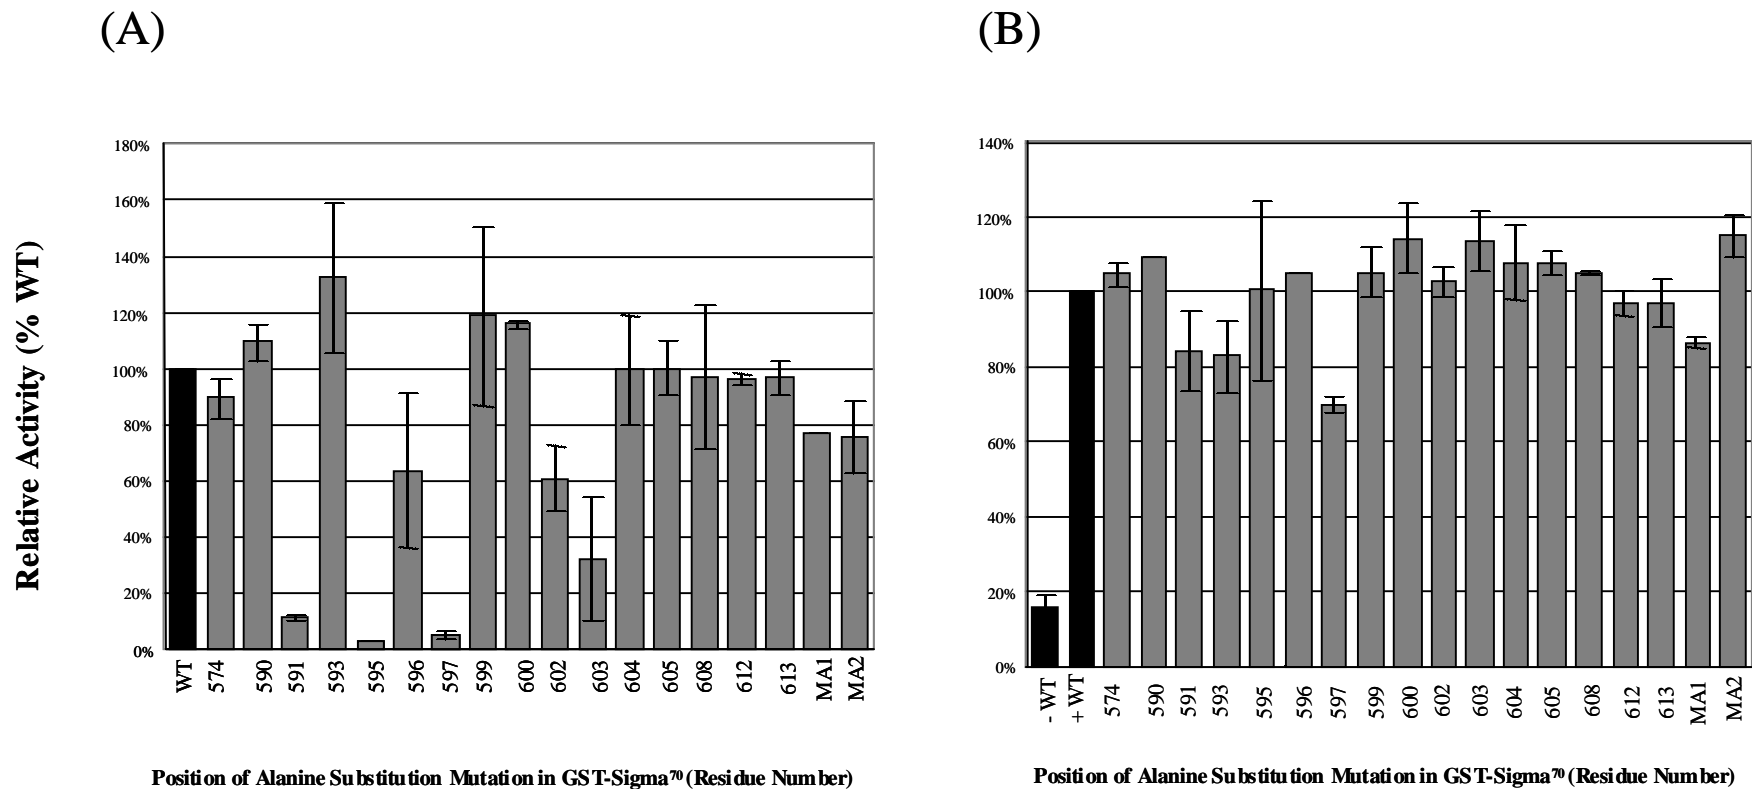 (A)
(B)
Relative Activity (% WT)
180%
160%
140%
120%
100%
80%
60%
40%
20%
0%
WT 574 590 591 593 595 596 597 599 600 602 603 604 605 608 612 613 MA1 MA2
Position of Alanine Substitution Mutation in GST-Sigma⁷⁰ (Residue Number)
140%
120%
100%
80%
60%
40%
20%
0%
- WT + WT 574 590 591 593 595 596 597 599 600 602 603 604 605 608 612 613 MA1 MA2
Position of Alanine Substitution Mutation in GST-Sigma⁷⁰ (Residue Number)